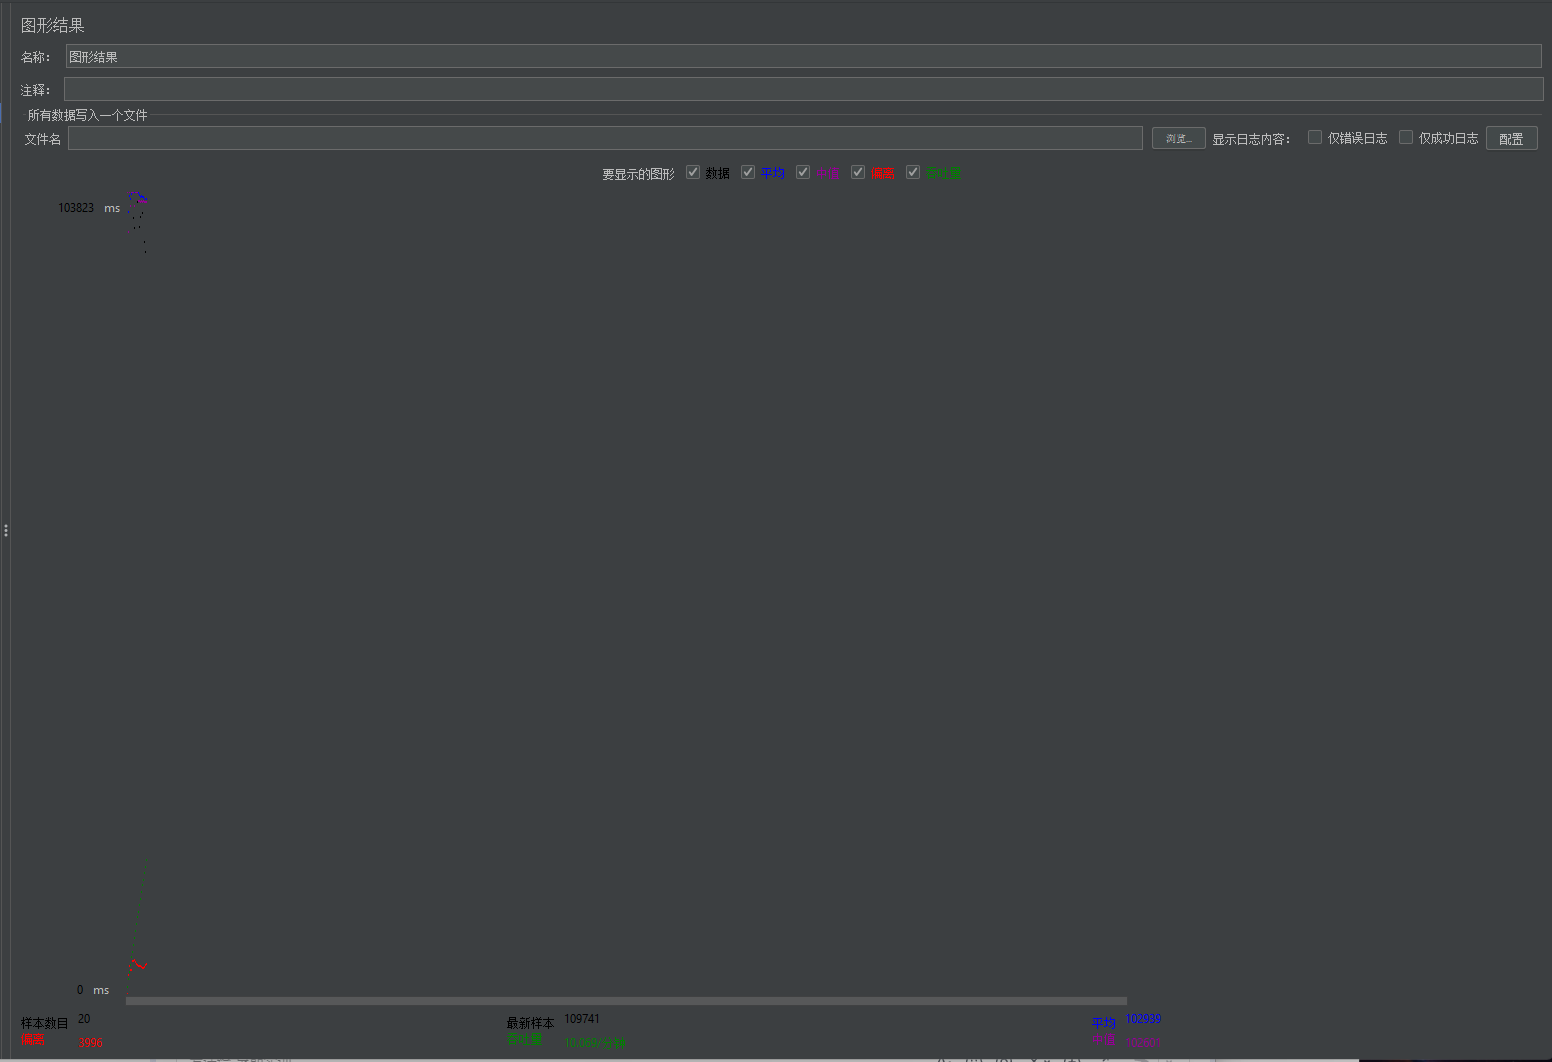 图形结果
名称： 图形结果
注释：
所有数据写入一个文件
文件名 浏览... 显示日志内容： 仅错误日志 仅成功日志 配置
要显示的图形 数据 平均 中值 偏离 吞吐量
103823 ms
0 ms
样本数目 20 最新样本 109741 平均 102939
偏离 3996 吞吐量 10.069/分钟 中值